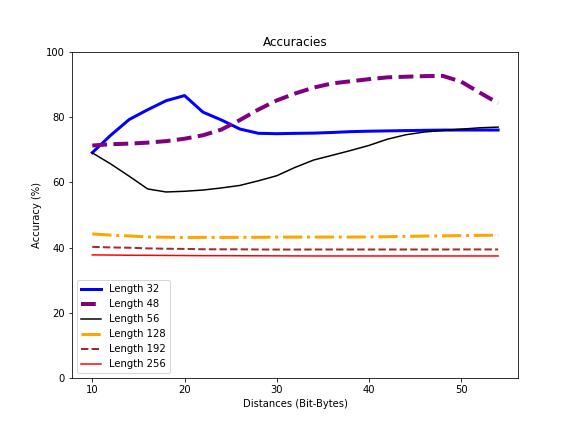 Accuracies
Accuracy (%)
100
80
60
40
20
0
Length 32
Length 48
Length 56
Length 128
Length 192
Length 256
10 20 30 40 50
Distances (Bit-Bytes)